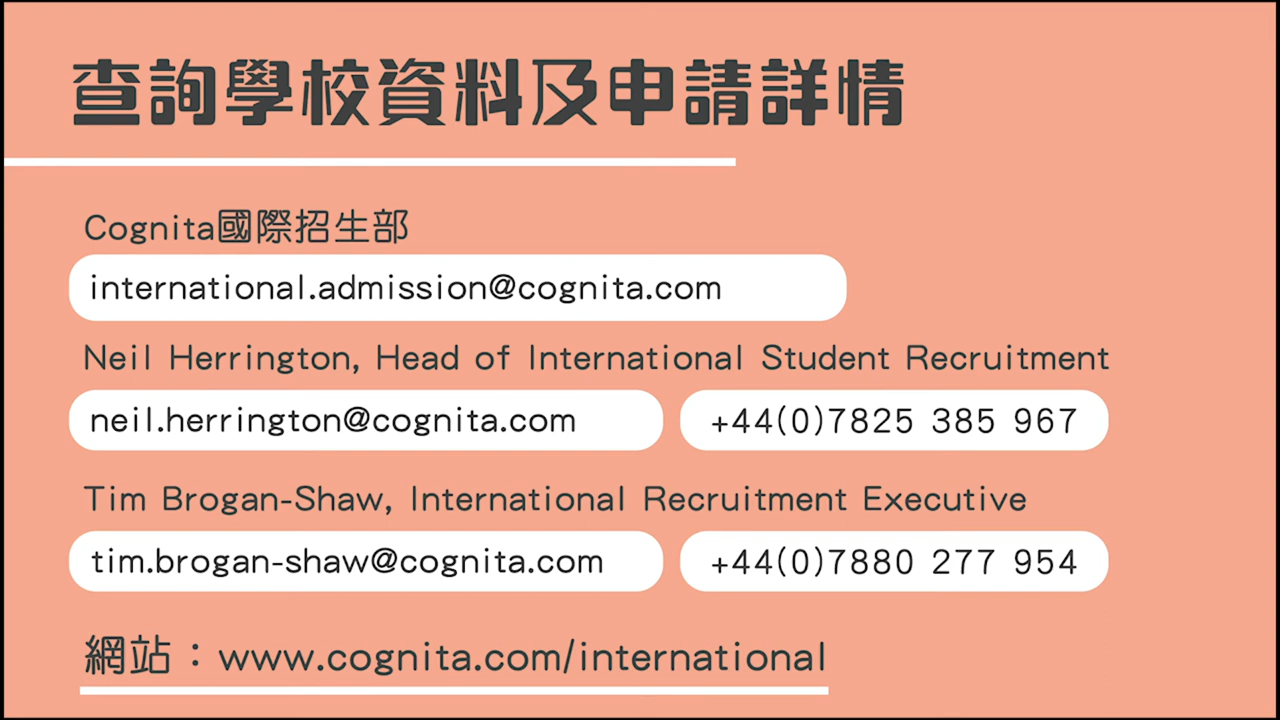 查詢學校資料及申請詳情
Cognita國際招生部
international.admission@cognita.com
Neil Herrington, Head of International Student Recruitment
neil.herrington@cognita.com +44(0)7825 385 967
Tim Brogan-Shaw, International Recruitment Executive
tim.brogan-shaw@cognita.com +44(0)7880 277 954
網站：www.cognita.com/international